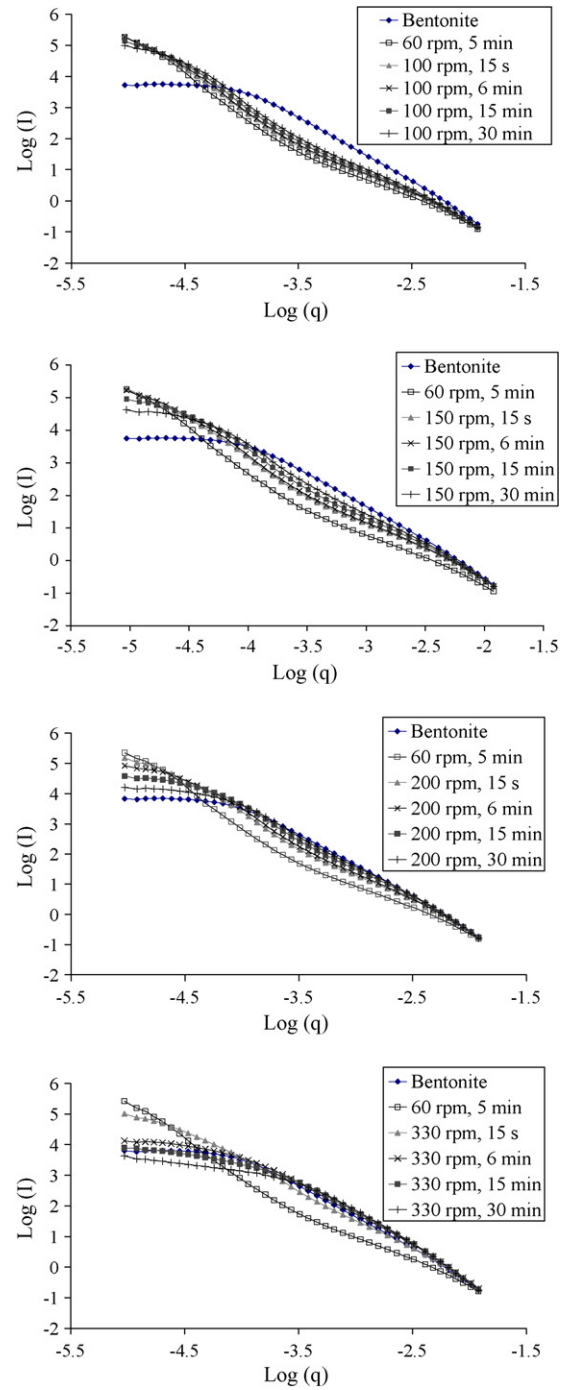 6
5
4
3
2
1
0
-1
-2
-5.5 -4.5 -3.5 -2.5 -1.5
Log (I)
Log (q)
Bentonite
60 rpm, 5 min
100 rpm, 15 s
100 rpm, 6 min
100 rpm, 15 min
100 rpm, 30 min
6
5
4
3
2
1
0
-1
-2
-5.5 -5 -4.5 -4 -3.5 -3 -2.5 -2 -1.5
Log (I)
Log (q)
Bentonite
60 rpm, 5 min
150 rpm, 15 s
150 rpm, 6 min
150 rpm, 15 min
150 rpm, 30 min
6
5
4
3
2
1
0
-1
-2
-5.5 -4.5 -3.5 -2.5 -1.5
Log (I)
Log (q)
Bentonite
60 rpm, 5 min
200 rpm, 15 s
200 rpm, 6 min
200 rpm, 15 min
200 rpm, 30 min
6
5
4
3
2
1
0
-1
-2
-5.5 -4.5 -3.5 -2.5 -1.5
Log (I)
Log (q)
Bentonite
60 rpm, 5 min
330 rpm, 15 s
330 rpm, 6 min
330 rpm, 15 min
330 rpm, 30 min